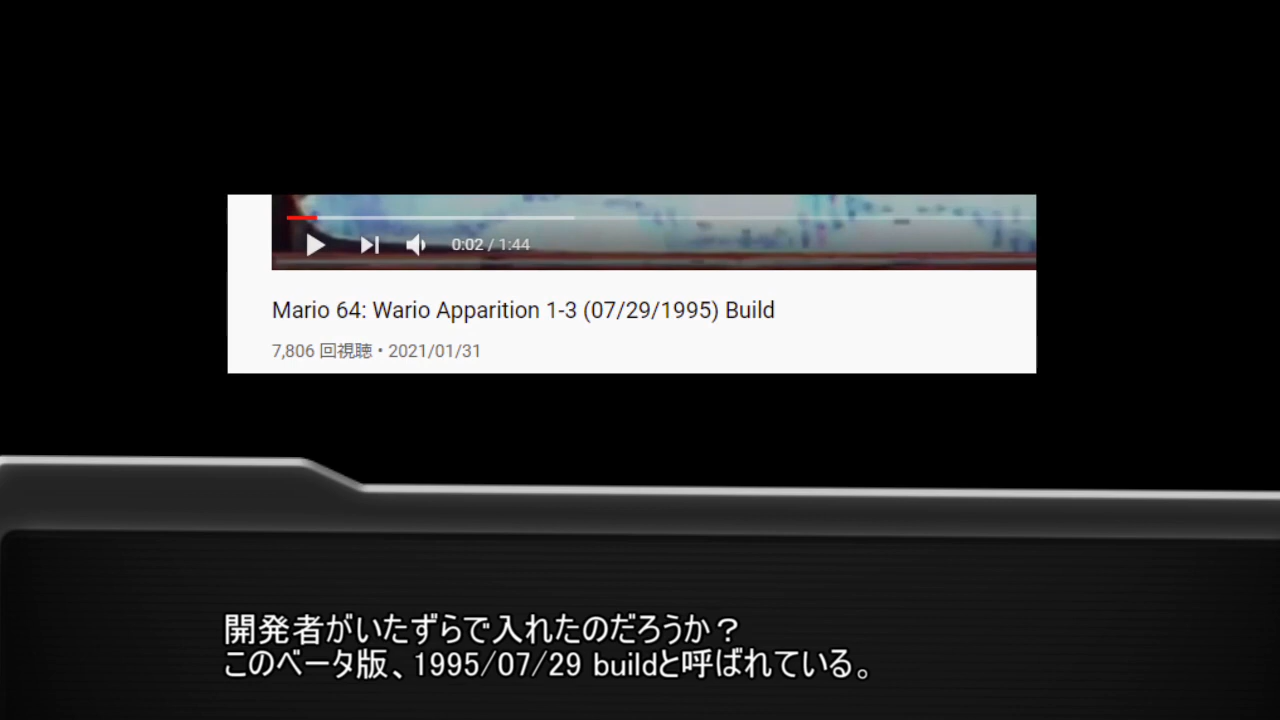 0:02 / 1:44
Mario 64: Wario Apparition 1-3 (07/29/1995) Build
7,806 回視聴・2021/01/31
開発者がいたずらで入れたのだろうか？
このベータ版、1995/07/29 buildと呼ばれている。